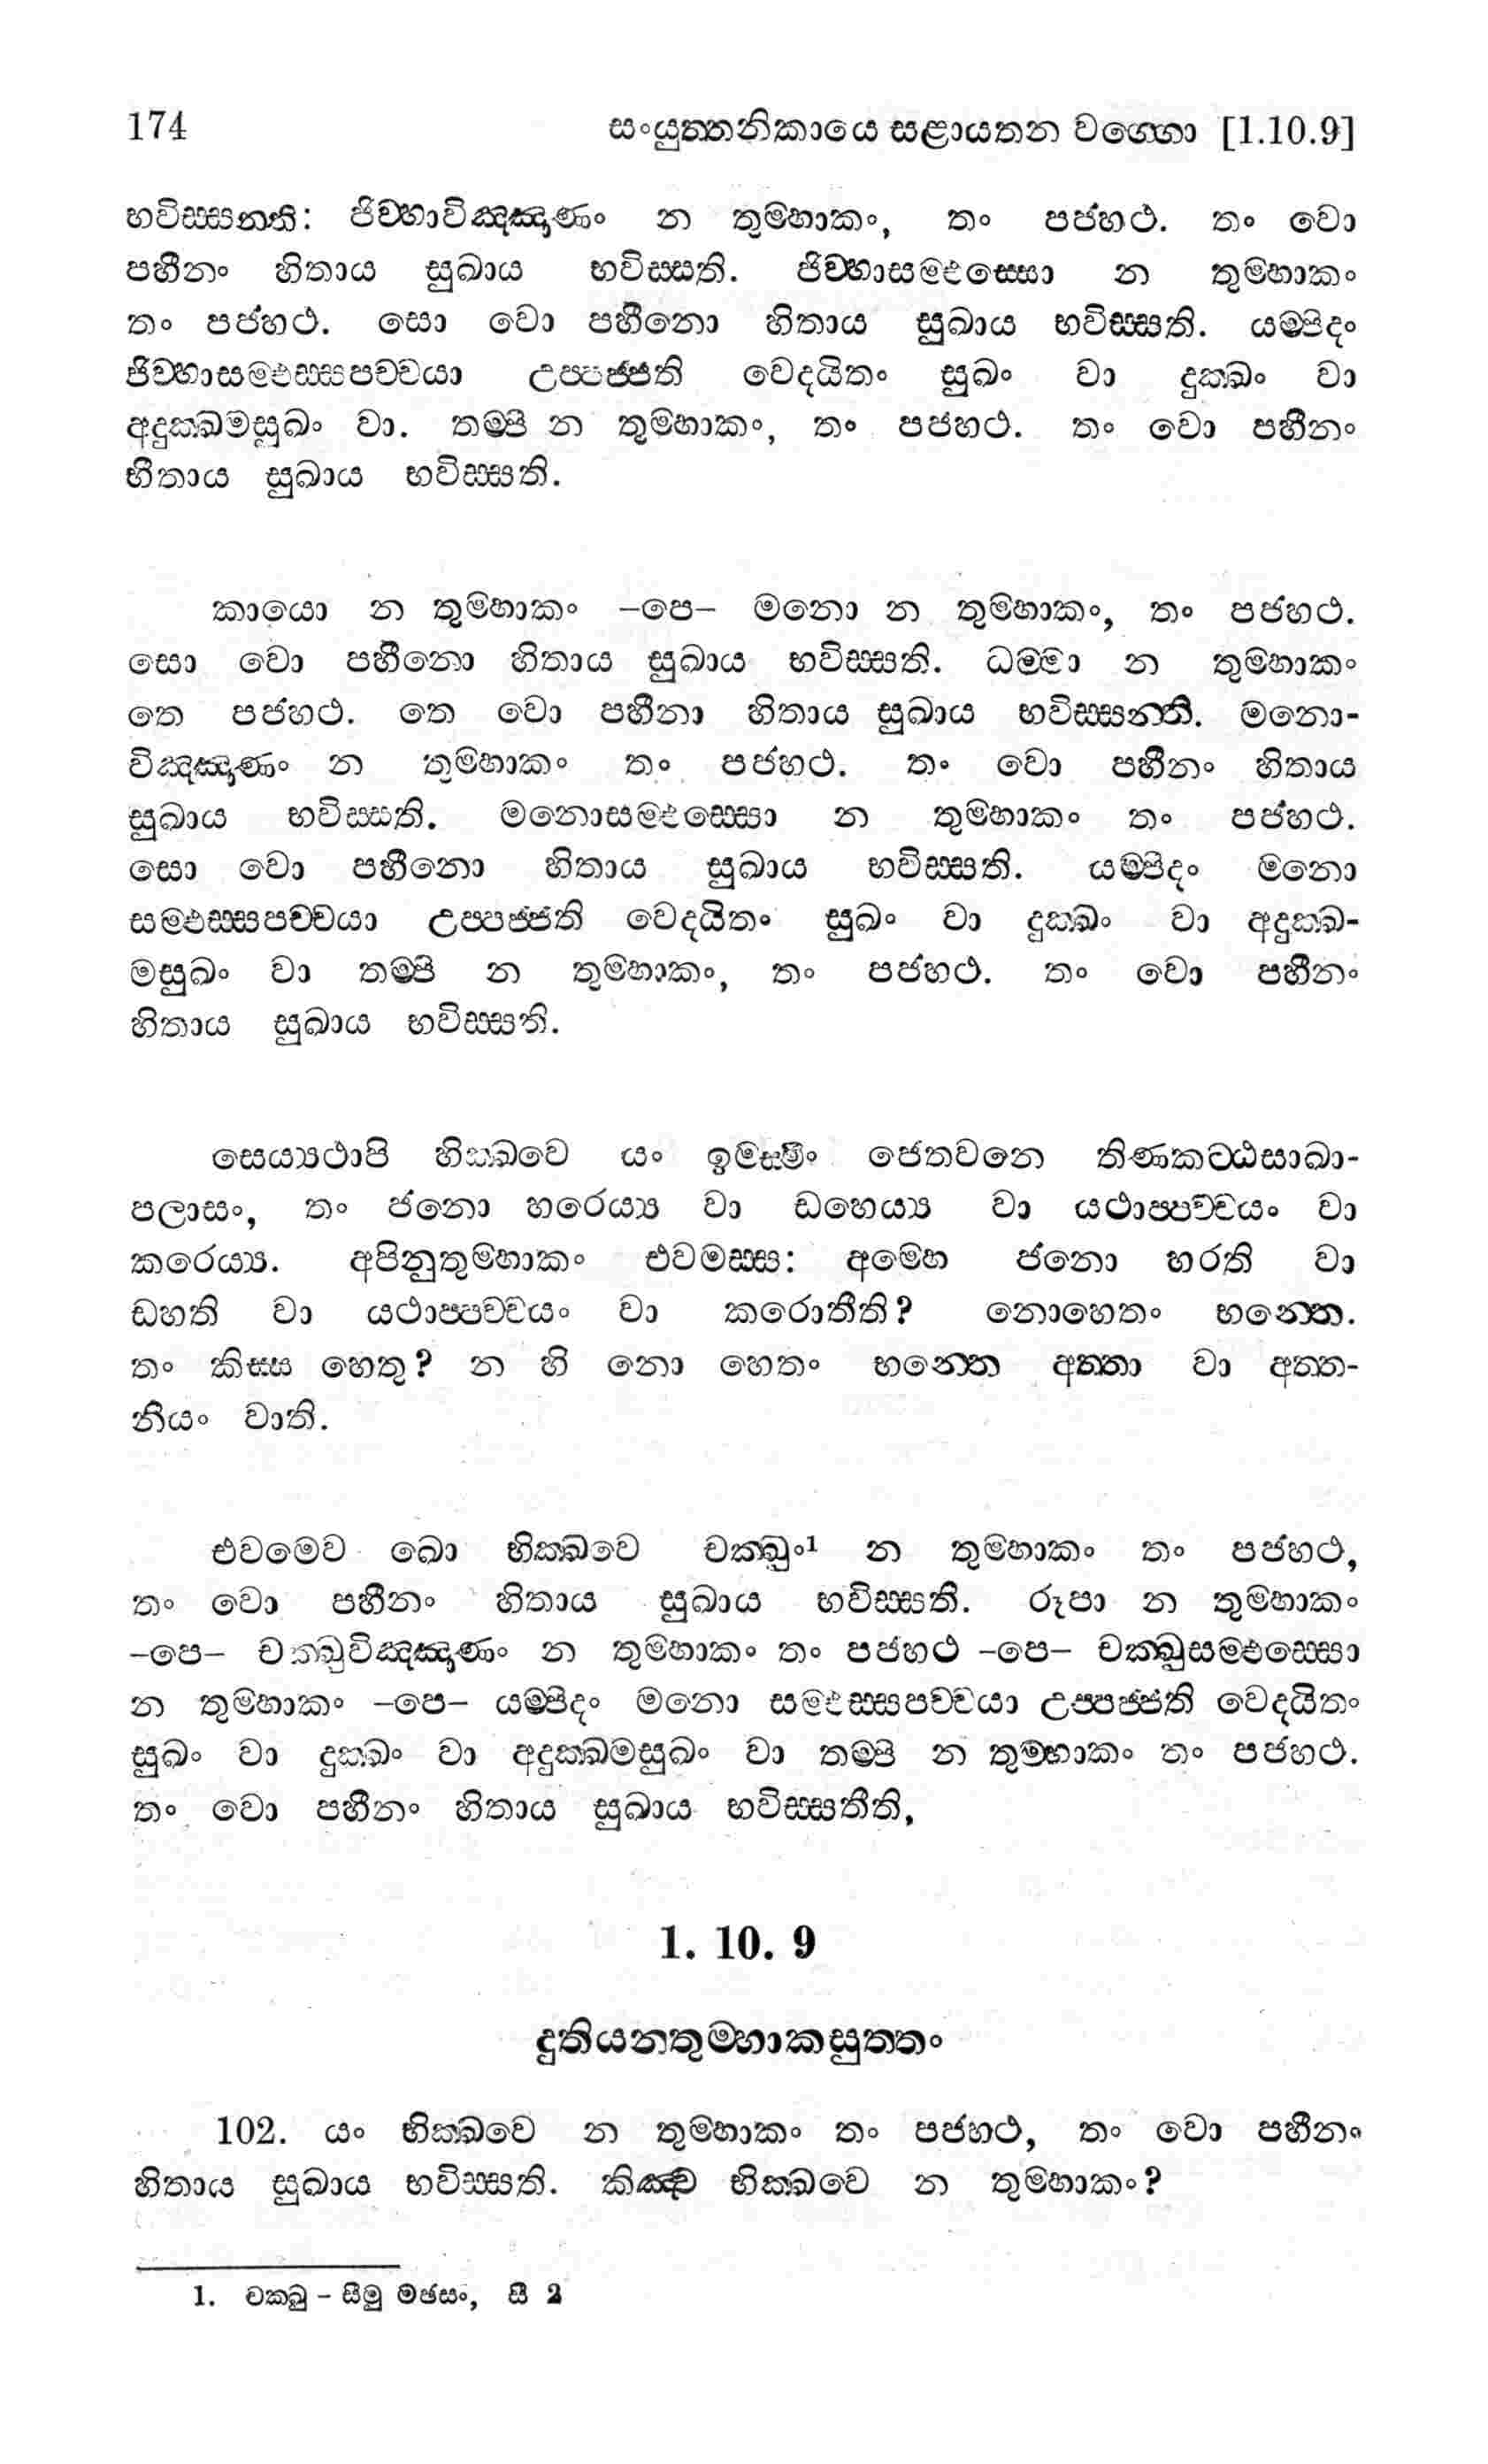 174 සංයුත්තනිකායෙ සළායතන වග්ගො [1.10.9]
භවිස්සන්ති: ජිව්හාවිඤ්ඤාණං න තුම්හාකං, තං පජහථ. තං වො
පහීනං හිතාය සුඛාය භවිස්සති. ජිව්හාසම්ඵස්සො න තුම්හාකං
තං පජහථ. සො වො පහීනො හිතාය සුඛාය භවිස්සති. යම්පිදං
ජිව්හාසම්ඵස්සපච්චයා උප්පජ්ජති වෙදයිතං සුඛං වා දුක්ඛං වා
අදුක්ඛමසුඛං වා. තම්පි න තුම්හාකං, තං පජහථ. තං වො පහීනං
හීතාය සුඛාය භවිස්සති.
කායො න තුම්හාකං –පෙ– මනො න තුම්හාකං, තං පජහථ.
සො වො පහීනො හිතාය සුඛාය භවිස්සති. ධම්මා න තුම්හාකං
තෙ පජහථ. තෙ වො පහීනා හිතාය සුඛාය භවිස්සන්ති. මනො-
විඤ්ඤාණං න තුම්හාකං තං පජහථ. තං වො පහීනං හිතාය
සුඛාය භවිස්සති. මනොසම්ඵස්සො න තුම්හාකං තං පජහථ.
සො වො පහීනො හිතාය සුඛාය භවිස්සති. යම්පිදං මනො
සම්ඵස්සපච්චයා උප්පජ්ජති වෙදයිතං සුඛං වා දුක්ඛං වා අදුක්ඛ-
මසුඛං වා තම්පි න තුම්හාකං, තං පජහථ. තං වො පහීනං
හිතාය සුඛාය භවිස්සති.
සෙය්‍යථාපි භික්ඛවෙ යං ඉමස්මිං ජෙතවනෙ තිණකට්ඨසාඛා-
පලාසං, තං ජනො හරෙය්‍ය වා ඩහෙය්‍ය වා යථාප්පච්චයං වා
කරෙය්‍ය. අපිනුතුම්හාකං එවමස්ස: අම්හෙ ජනො හරති වා
ඩහති වා යථාප්පච්චයං වා කරොතීති? නොහෙතං භන්තෙ.
තං කිස්ස හෙතු? න හි නො හෙතං භන්තෙ අත්තා වා අත්ත-
නියං වාති.
එවමෙව ඛො භික්ඛවෙ චක්ඛුං¹ න තුම්හාකං තං පජහථ,
තං වො පහීනං හිතාය සුඛාය භවිස්සති. රූපා න තුම්හාකං
–පෙ– චක්ඛුවිඤ්ඤාණං න තුම්හාකං තං පජහථ –පෙ– චක්ඛුසම්ඵස්සො
න තුම්හාකං –පෙ– යම්පිදං මනො සම්ඵස්සපච්චයා උප්පජ්ජති වෙදයිතං
සුඛං වා දුක්ඛං වා අදුක්ඛමසුඛං වා තම්පි න තුම්හාකං තං පජහථ.
තං වො පහීනං හිතාය සුඛාය භවිස්සතීති,
1. 10. 9
දුතියනතුම්හාකසුත්තං
102. යං භික්ඛවෙ න තුම්හාකං තං පජහථ, තං වො පහීනං
හිතාය සුඛාය භවිස්සති. කිඤ්ච භික්ඛවෙ න තුම්හාකං?
1. චක්ඛු – සීමු මඡසං, සී 2